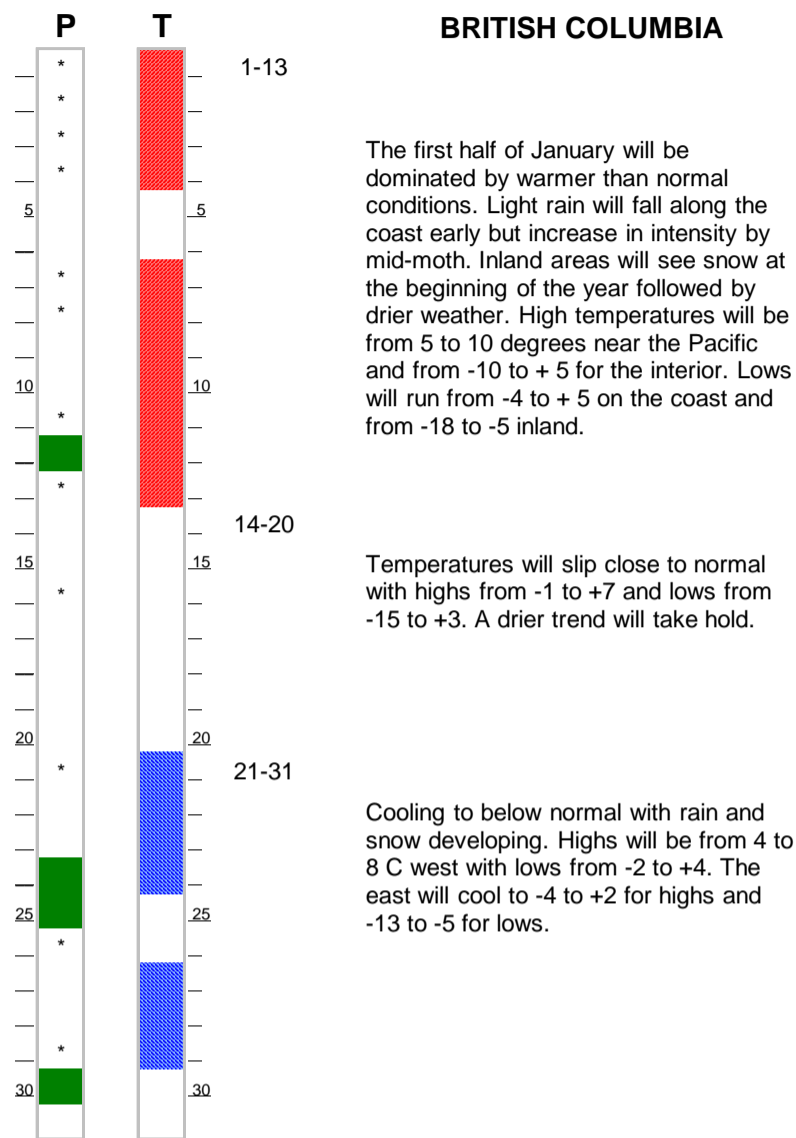 P T BRITISH COLUMBIA
* 1-13
*
*
The first half of January will be
* dominated by warmer than normal
conditions. Light rain will fall along the
5 5 coast early but increase in intensity by
mid-moth. Inland areas will see snow at
* the beginning of the year followed by
* drier weather. High temperatures will be
from 5 to 10 degrees near the Pacific
and from -10 to + 5 for the interior. Lows
10 10 will run from -4 to + 5 on the coast and
* from -18 to -5 inland.
*
14-20
15 15 Temperatures will slip close to normal
* with highs from -1 to +7 and lows from
-15 to +3. A drier trend will take hold.
20 20
* 21-31
Cooling to below normal with rain and
snow developing. Highs will be from 4 to
8 C west with lows from -2 to +4. The
east will cool to -4 to +2 for highs and
25 25 -13 to -5 for lows.
*
*
30 30